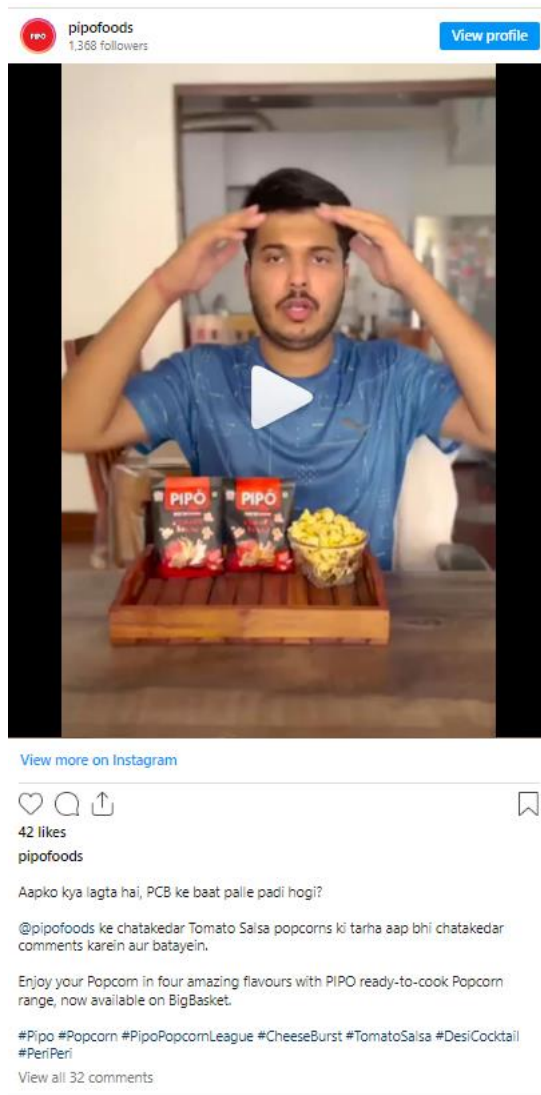 PIPO
pipofoods
1,368 followers
View profile
PIPÓ
PIPÓ
View more on Instagram
42 likes
pipofoods
Aapko kya lagta hai, PCB ke baat palle padi hogi?
@pipofoods ke chatakedar Tomato Salsa popcorns ki tarha aap bhi chatakedar
comments karein aur batayein.
Enjoy your Popcorn in four amazing flavours with PIPO ready-to-cook Popcorn
range, now available on BigBasket.
#Pipo #Popcorn #PipoPopcornLeague #CheeseBurst #TomatoSalsa #DesiCocktail
#PeriPeri
View all 32 comments